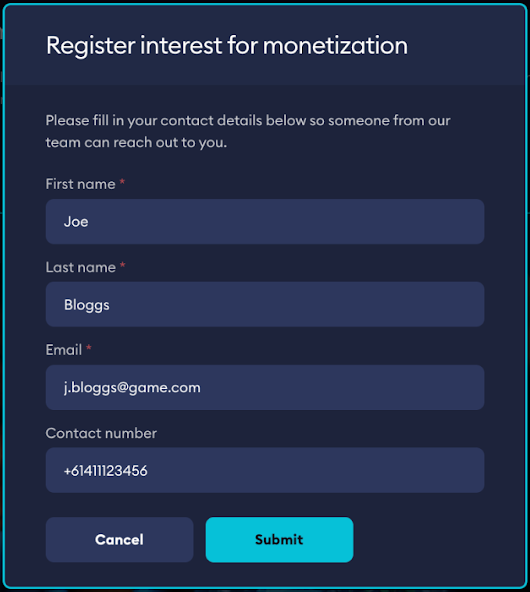 Register interest for monetization
Please fill in your contact details below so someone from our
team can reach out to you.
First name *
Joe
Last name *
Bloggs
Email *
j.bloggs@game.com
Contact number
+61411123456
Cancel
Submit